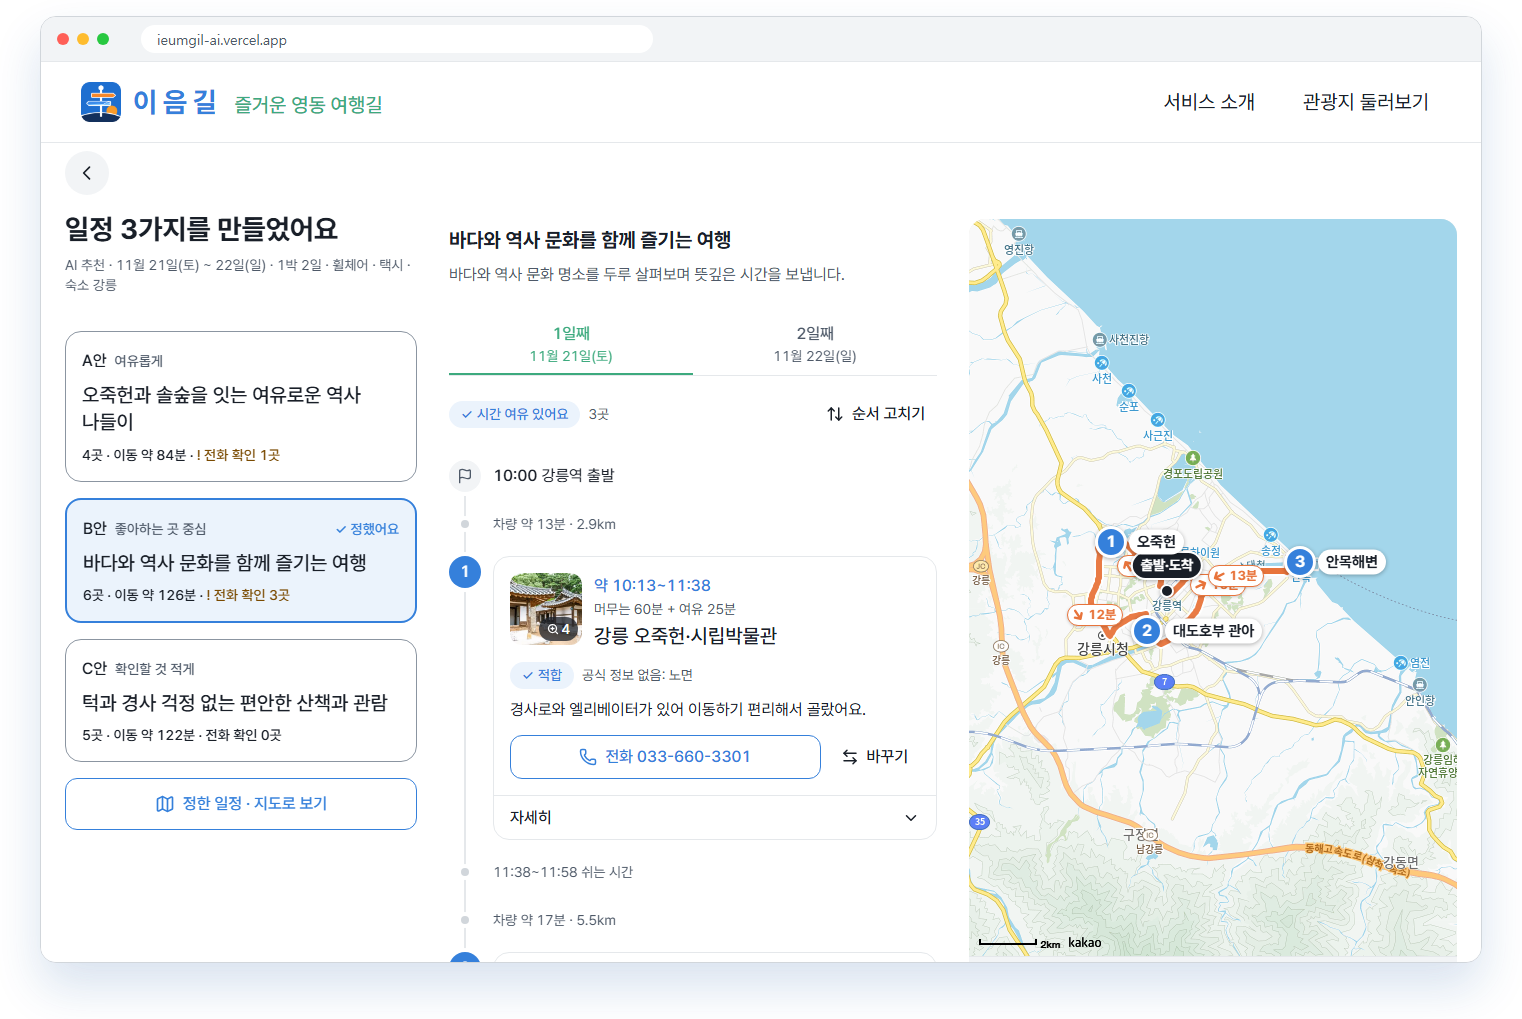 ieumgil-ai.vercel.app
이음길 즐거운 영동 여행길
서비스 소개
관광지 둘러보기
일정 3가지를 만들었어요
AI 추천 · 11월 21일(토) ~ 22일(일) · 1박 2일 · 휠체어 · 택시 ·
숙소 강릉
A안 여유롭게
오죽헌과 솔숲을 잇는 여유로운 역사
나들이
4곳 · 이동 약 84분 · ! 전화 확인 1곳
B안 좋아하는 곳 중심
정했어요
바다와 역사 문화를 함께 즐기는 여행
6곳 · 이동 약 126분 · ! 전화 확인 3곳
C안 확인할 것 적게
턱과 경사 걱정 없는 편안한 산책과 관람
5곳 · 이동 약 122분 · 전화 확인 0곳
정한 일정 · 지도로 보기
바다와 역사 문화를 함께 즐기는 여행
바다와 역사 문화 명소를 두루 살펴보며 뜻깊은 시간을 보냅니다.
1일째
11월 21일(토)
2일째
11월 22일(일)
시간 여유 있어요
3곳
순서 고치기
10:00 강릉역 출발
차량 약 13분 · 2.9km
1
약 10:13~11:38
머무는 60분 + 여유 25분
강릉 오죽헌·시립박물관
4
적합
공식 정보 없음: 노면
경사로와 엘리베이터가 있어 이동하기 편리해서 골랐어요.
전화 033-660-3301
바꾸기
자세히
11:38~11:58 쉬는 시간
차량 약 17분 · 5.5km
영진항
사천진항
사천
순포
사근진
경포도립공원
1
오죽헌
송정
출발·도착
3
안목해변
13분
JC
강릉
강릉역
12분
2
대도호부 관아
강릉시청
IC
강릉
7
염전
안인항
강릉임해
자연휴양
35
IC
남강릉
강동면
2km
kakao